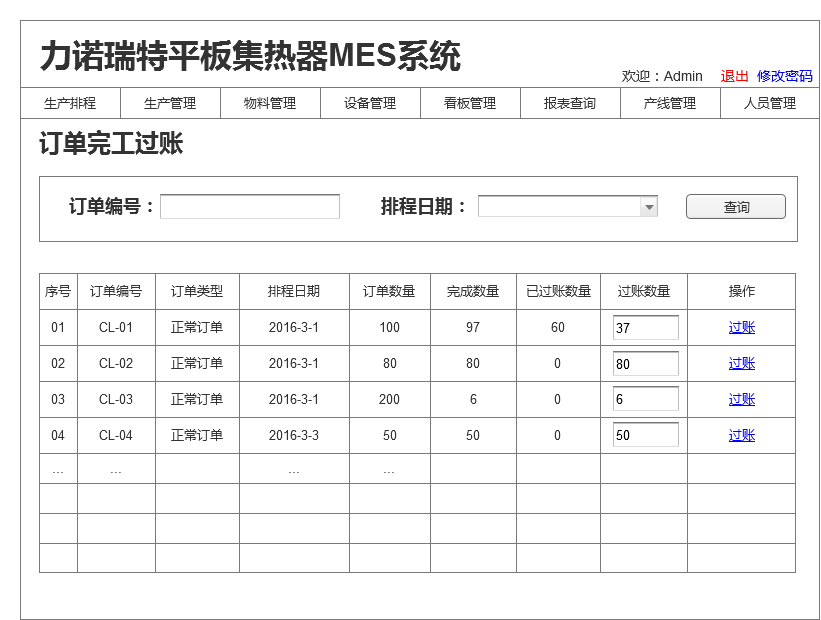 力诺瑞特平板集热器MES系统
欢迎：Admin 退出 修改密码
生产排程 生产管理 物料管理 设备管理 看板管理 报表查询 产线管理 人员管理
订单完工过账
订单编号： 排程日期： 查询
序号 订单编号 订单类型 排程日期 订单数量 完成数量 已过账数量 过账数量 操作
01 CL-01 正常订单 2016-3-1 100 97 60 37 过账
02 CL-02 正常订单 2016-3-1 80 80 0 80 过账
03 CL-03 正常订单 2016-3-1 200 6 0 6 过账
04 CL-04 正常订单 2016-3-3 50 50 0 50 过账
... ... ... ...